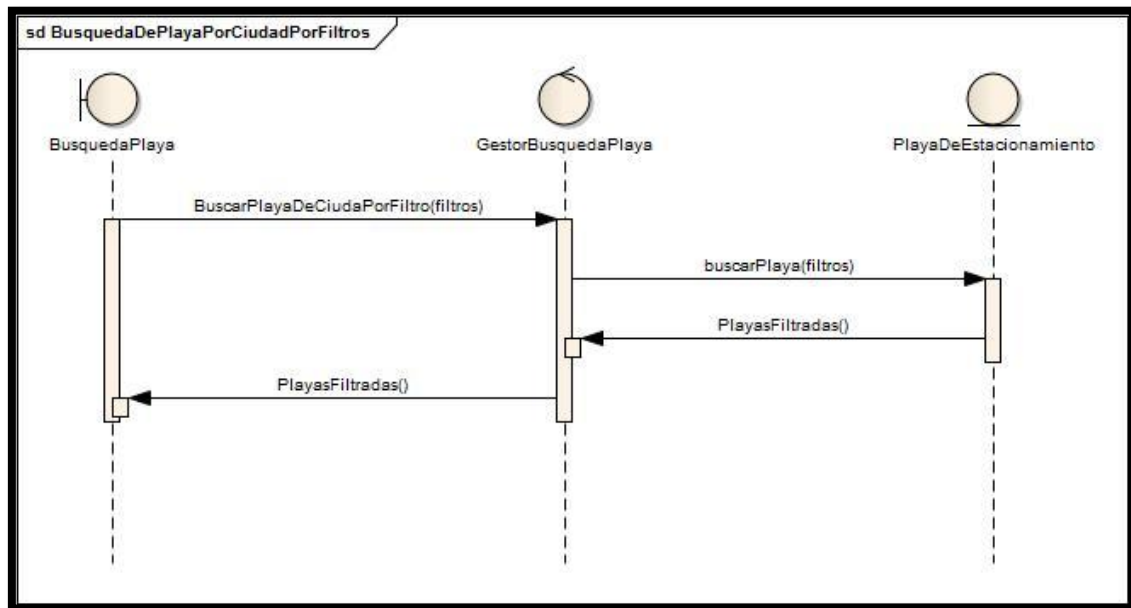 sd BusquedaDePlayaPorCiudadPorFiltros
BusquedaPlaya
GestorBusquedaPlaya
PlayaDeEstacionamiento
BuscarPlayaDeCiudaPorFiltro(filtros)
buscarPlaya(filtros)
PlayasFiltradas()
PlayasFiltradas()